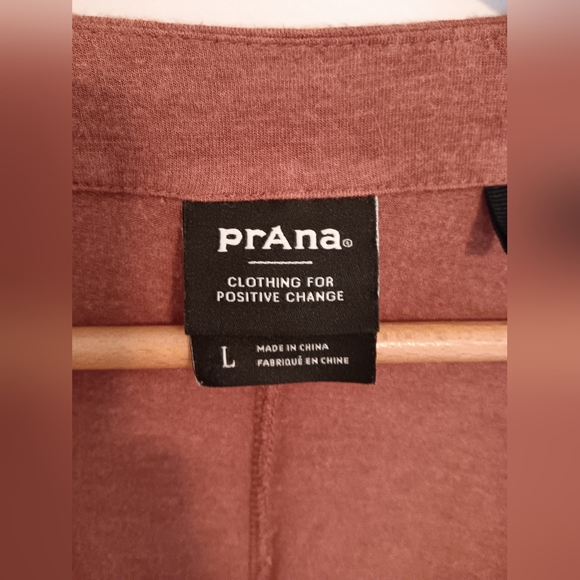 prAna®
CLOTHING FOR
POSITIVE CHANGE
L
MADE IN CHINA
FABRIQUÉ EN CHINE